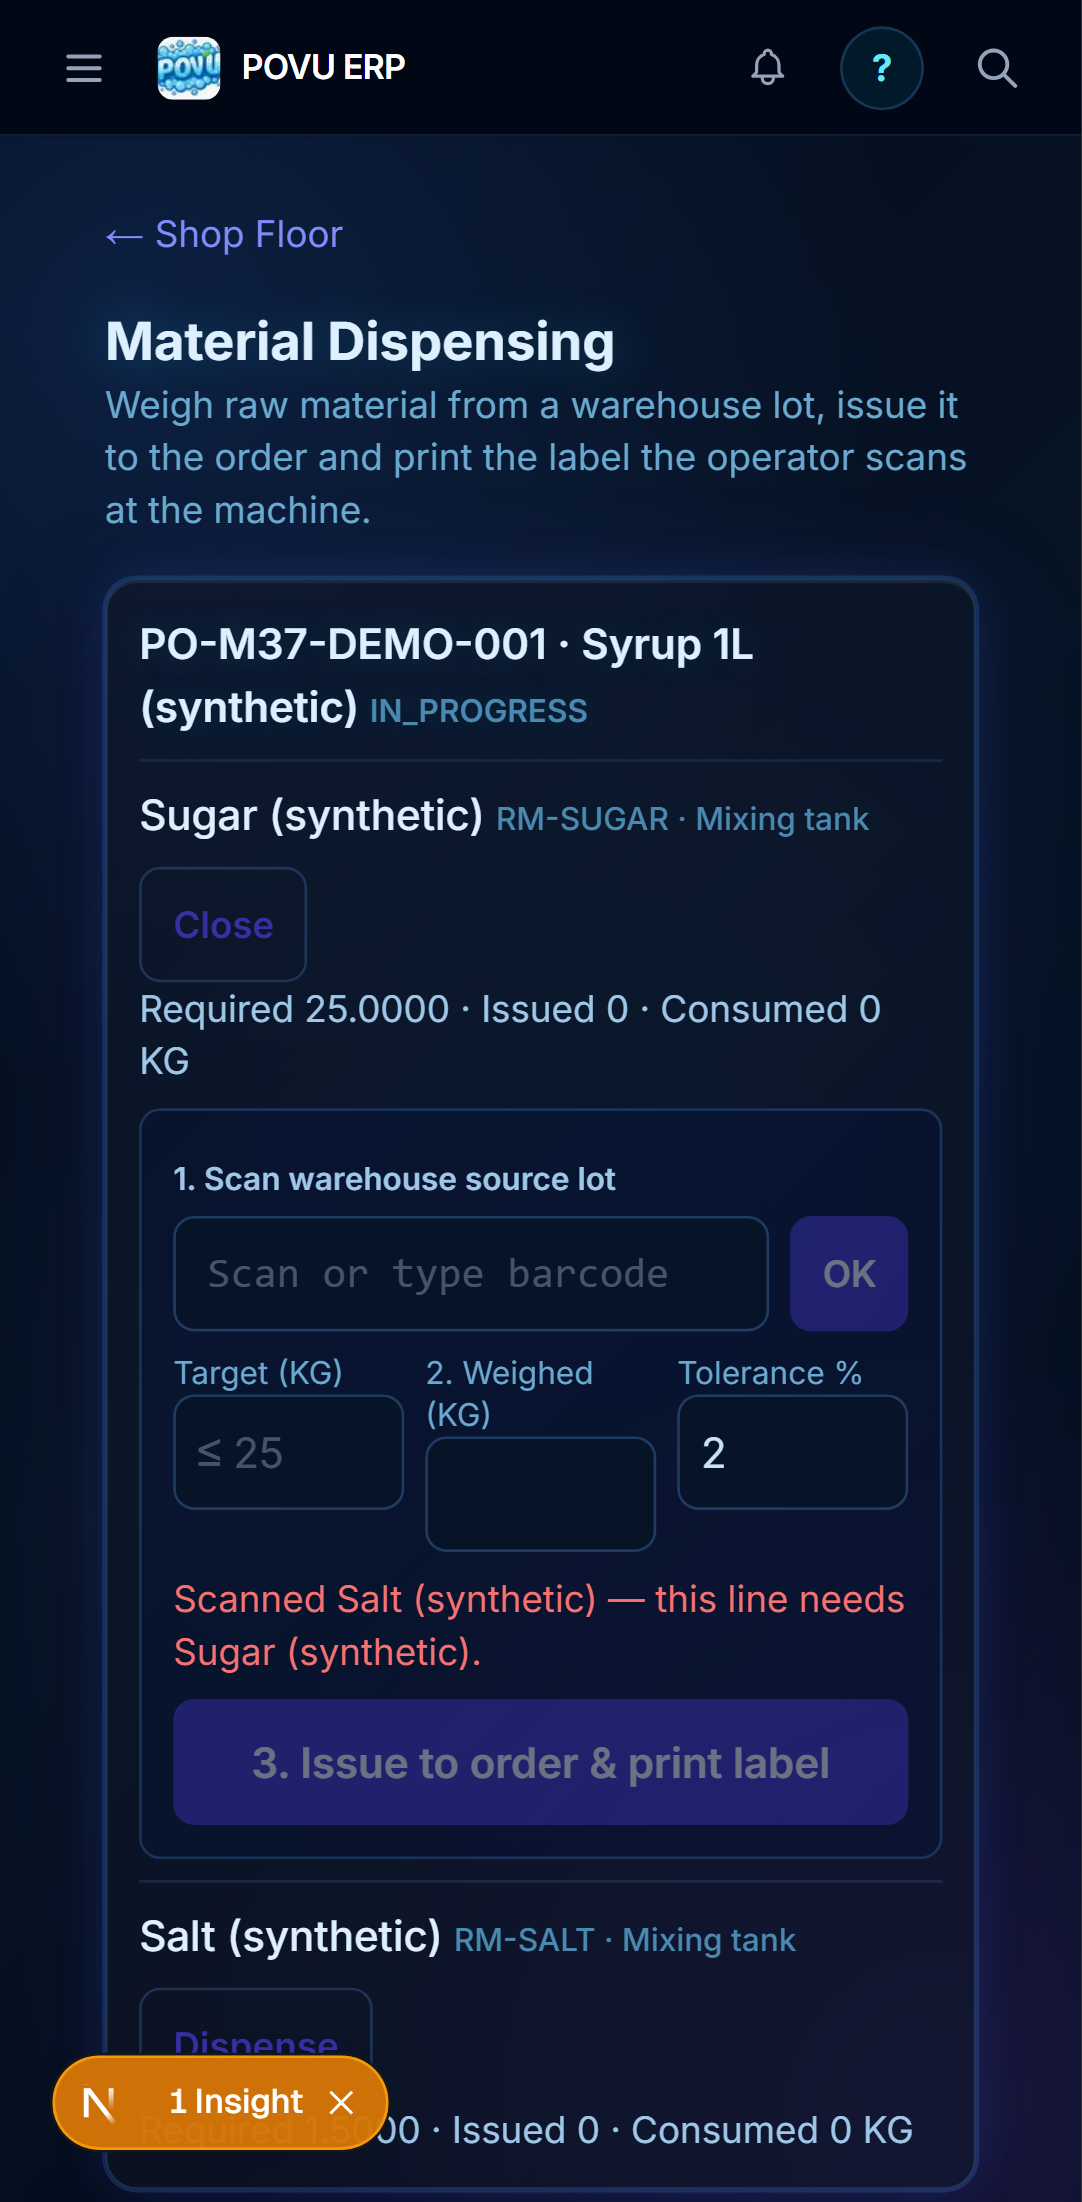 POVU
POVU ERP
?
← Shop Floor
Material Dispensing
Weigh raw material from a warehouse lot, issue it
to the order and print the label the operator scans
at the machine.
PO-M37-DEMO-001 · Syrup 1L
(synthetic) IN_PROGRESS
Sugar (synthetic) RM-SUGAR · Mixing tank
Close
Required 25.0000 · Issued 0 · Consumed 0
KG
1. Scan warehouse source lot
Scan or type barcode
OK
Target (KG)
2. Weighed
(KG)
Tolerance %
≤ 25
2
Scanned Salt (synthetic) — this line needs
Sugar (synthetic).
3. Issue to order & print label
Salt (synthetic) RM-SALT · Mixing tank
Dispense
N 1 Insight
Required 1.5000 · Issued 0 · Consumed 0 KG